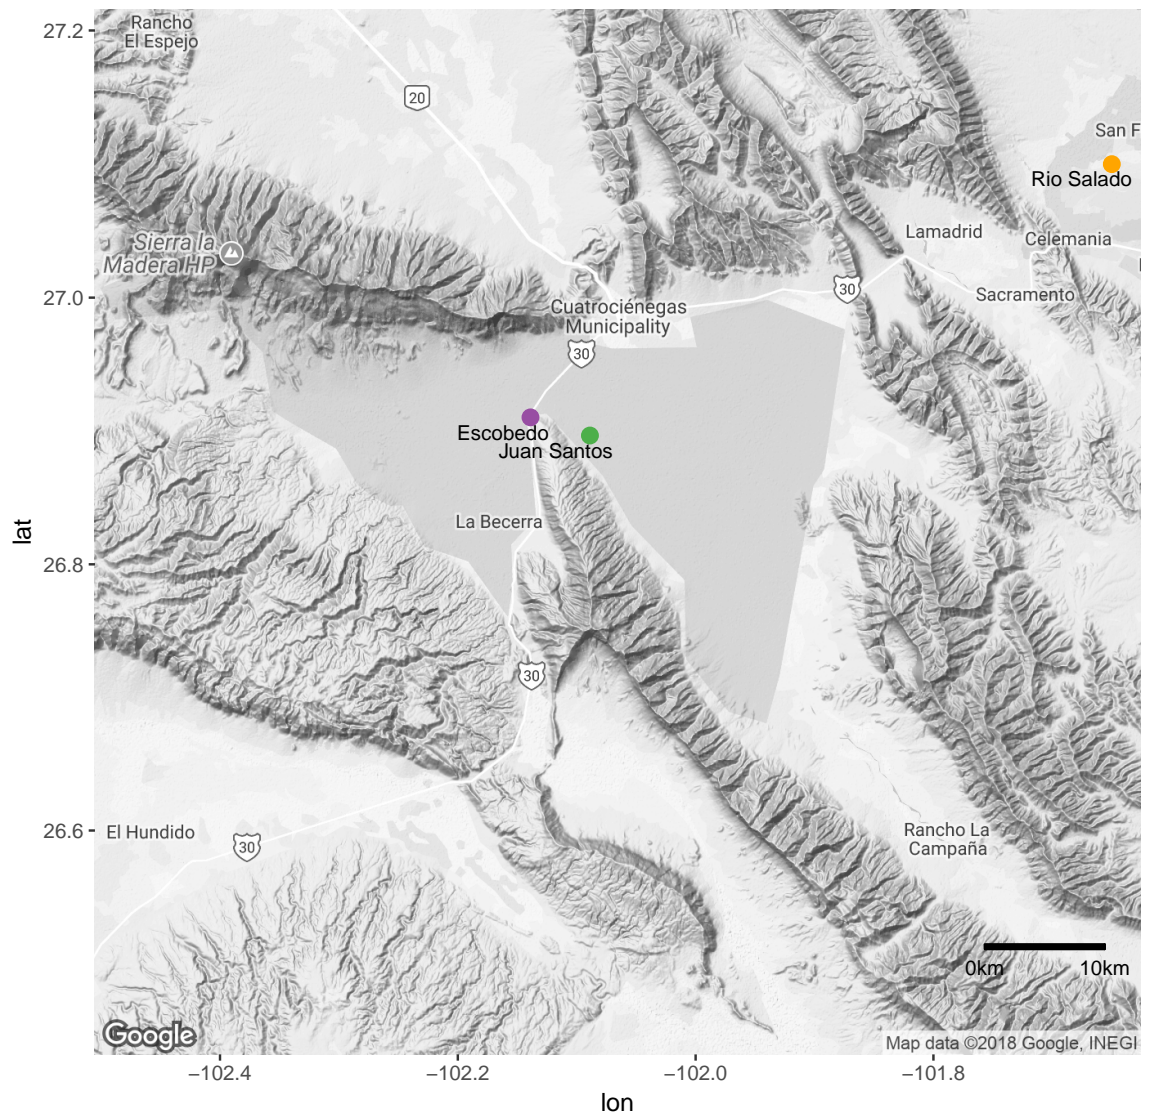 27.2
Rancho
El Espejo
20
San F
Rio Salado
Sierra la
Madera HP
Lamadrid
Celemania
27.0
30
Sacramento
Cuatrociénegas
Municipality
30
Escobedo
Juan Santos
lat
La Becerra
26.8
30
26.6
El Hundido
30
Rancho La
Campaña
0km
10km
Google
Map data ©2018 Google, INEGI
−102.4
−102.2
−102.0
−101.8
lon